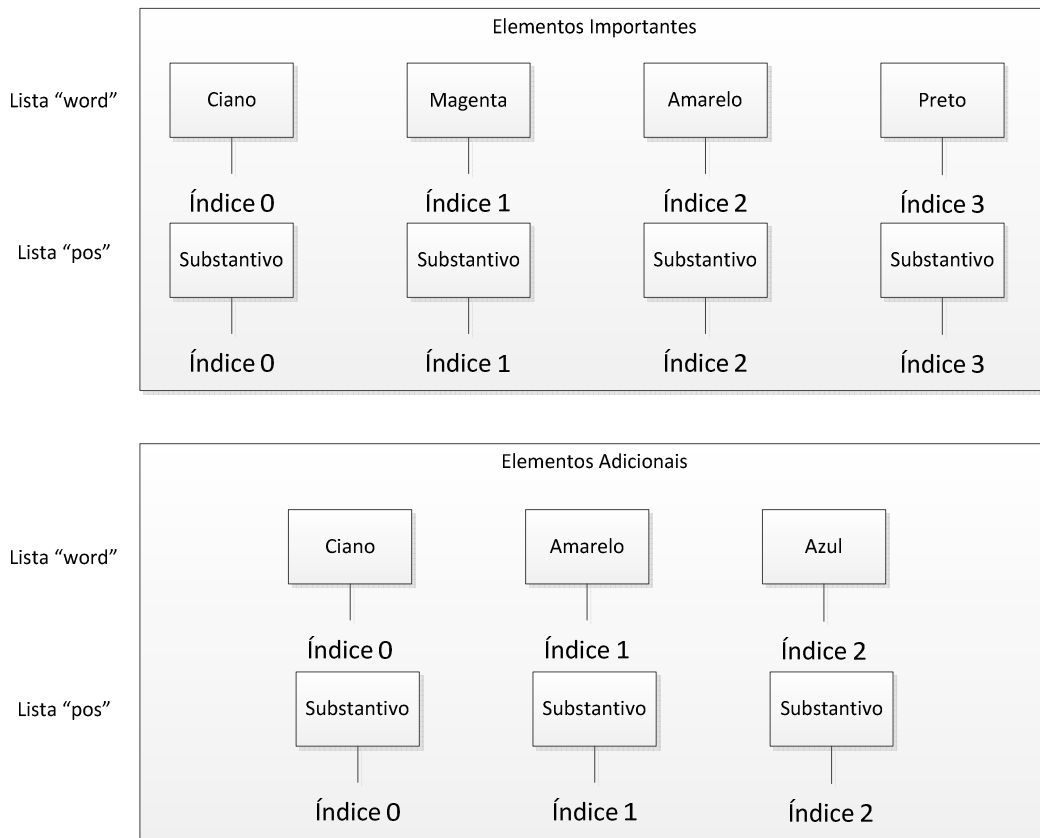 Elementos Importantes
Lista “word” Ciano Magenta Amarelo Preto
Índice 0 Índice 1 Índice 2 Índice 3
Lista “pos” Substantivo Substantivo Substantivo Substantivo
Índice 0 Índice 1 Índice 2 Índice 3
Elementos Adicionais
Lista “word” Ciano Amarelo Azul
Índice 0 Índice 1 Índice 2
Lista “pos” Substantivo Substantivo Substantivo
Índice 0 Índice 1 Índice 2